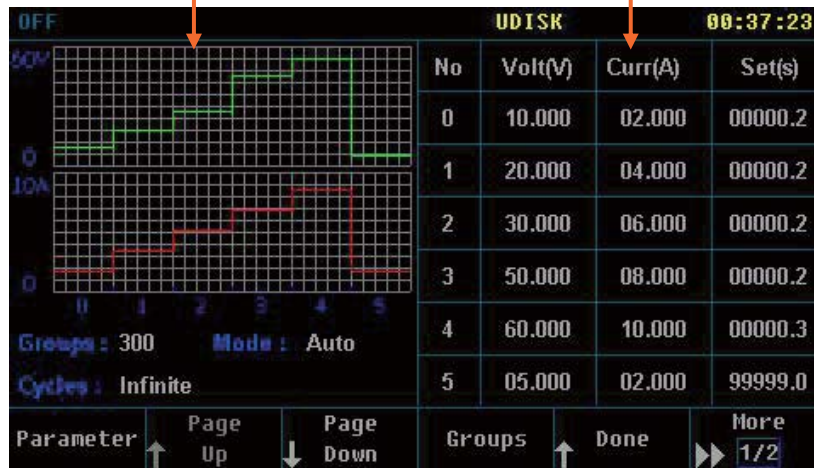 OFF UDISK 00:37:23
60V
0
10A
0
0 1 2 3 4 5
Groups : 300 Mode : Auto
Cycles : Infinite
No Volt(V) Curr(A) Set(s)
0 10.000 02.000 00000.2
1 20.000 04.000 00000.2
2 30.000 06.000 00000.2
3 50.000 08.000 00000.2
4 60.000 10.000 00000.3
5 05.000 02.000 99999.0
Parameter Page Up Page Down Groups Done More 1/2